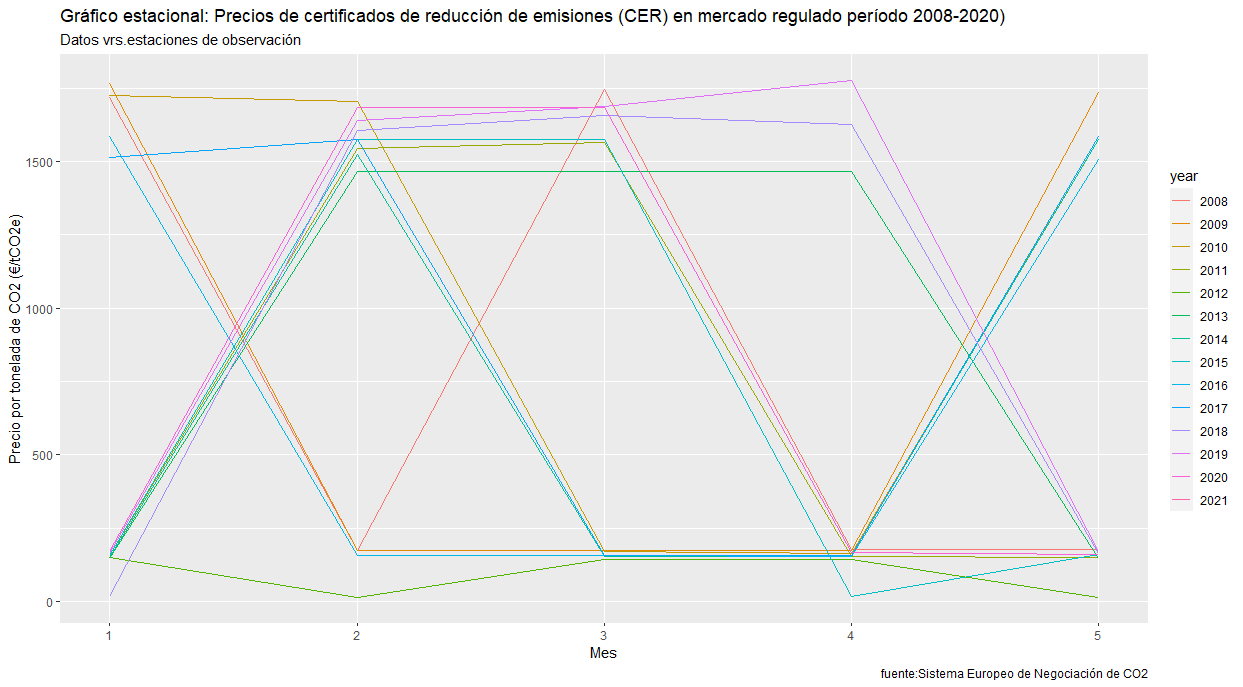 Gráfico estacional: Precios de certificados de reducción de emisiones (CER) en mercado regulado período 2008-2020)
Datos vrs.estaciones de observación
Precio por tonelada de CO2 (€/tCO2e)
1500
1000
500
0
1 2 3 4 5
Mes
year
2008
2009
2010
2011
2012
2013
2014
2015
2016
2017
2018
2019
2020
2021
fuente:Sistema Europeo de Negociación de CO2